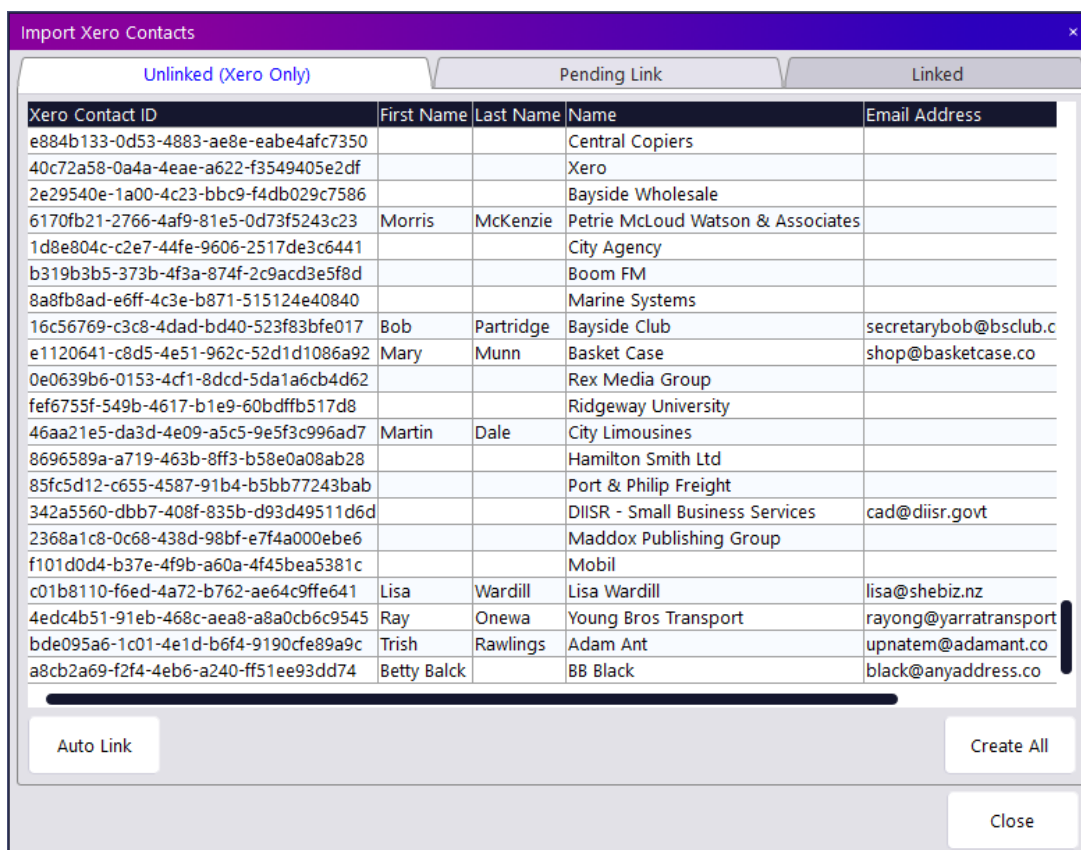 Import Xero Contacts ×
Unlinked (Xero Only) Pending Link Linked
Xero Contact ID First Name Last Name Name Email Address
e884b133-0d53-4883-ae8e-eabe4afc7350 Central Copiers
40c72a58-0a4a-4eae-a622-f3549405e2df Xero
2e29540e-1a00-4c23-bbc9-f4db029c7586 Bayside Wholesale
6170fb21-2766-4af9-81e5-0d73f5243c23 Morris McKenzie Petrie McLoud Watson & Associates
1d8e804c-c2e7-44fe-9606-2517de3c6441 City Agency
b319b3b5-373b-4f3a-874f-2c9acd3e5f8d Boom FM
8a8fb8ad-e6ff-4c3e-b871-515124e40840 Marine Systems
16c56769-c3c8-4dad-bd40-523f83bfe017 Bob Partridge Bayside Club secretarybob@bsclub.c
e1120641-c8d5-4e51-962c-52d1d1086a92 Mary Munn Basket Case shop@basketcase.co
0e0639b6-0153-4cf1-8dcd-5da1a6cb4d62 Rex Media Group
fef6755f-549b-4617-b1e9-60bdffb517d8 Ridgeway University
46aa21e5-da3d-4e09-a5c5-9e5f3c996ad7 Martin Dale City Limousines
8696589a-a719-463b-8ff3-b58e0a08ab28 Hamilton Smith Ltd
85fc5d12-c655-4587-91b4-b5bb77243bab Port & Philip Freight
342a5560-dbb7-408f-835b-d93d49511d6d DIISR - Small Business Services cad@diisr.govt
2368a1c8-0c68-438d-98bf-e7f4a000ebe6 Maddox Publishing Group
f101d0d4-b37e-4f9b-a60a-4f45bea5381c Mobil
c01b8110-f6ed-4a72-b762-ae64c9ffe641 Lisa Wardill Lisa Wardill lisa@shebiz.nz
4edc4b51-91eb-468c-aea8-a8a0cb6c9545 Ray Onewa Young Bros Transport rayong@yarratransport
bde095a6-1c01-4e1d-b6f4-9190cfe89a9c Trish Rawlings Adam Ant upnatem@adamant.co
a8cb2a69-f2f4-4eb6-a240-ff51ee93dd74 Betty Balck BB Black black@anyaddress.co
Auto Link Create All
Close